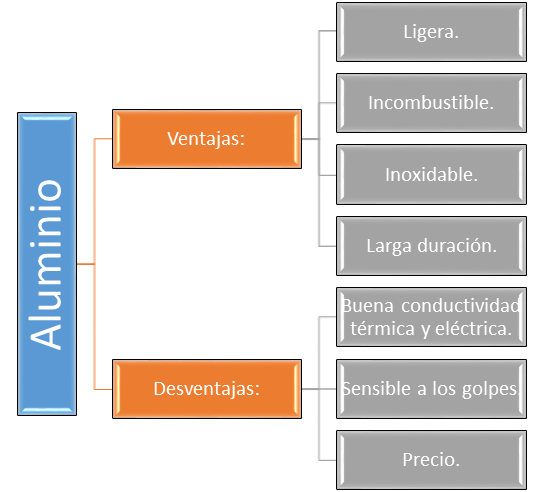 Aluminio
Ventajas:
Ligera.
Incombustible.
Inoxidable.
Larga duración.
Desventajas:
Buena conductividad
térmica y eléctrica.
Sensible a los golpes.
Precio.